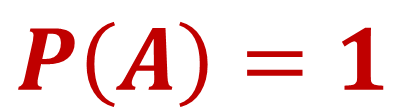 P(A) = 1